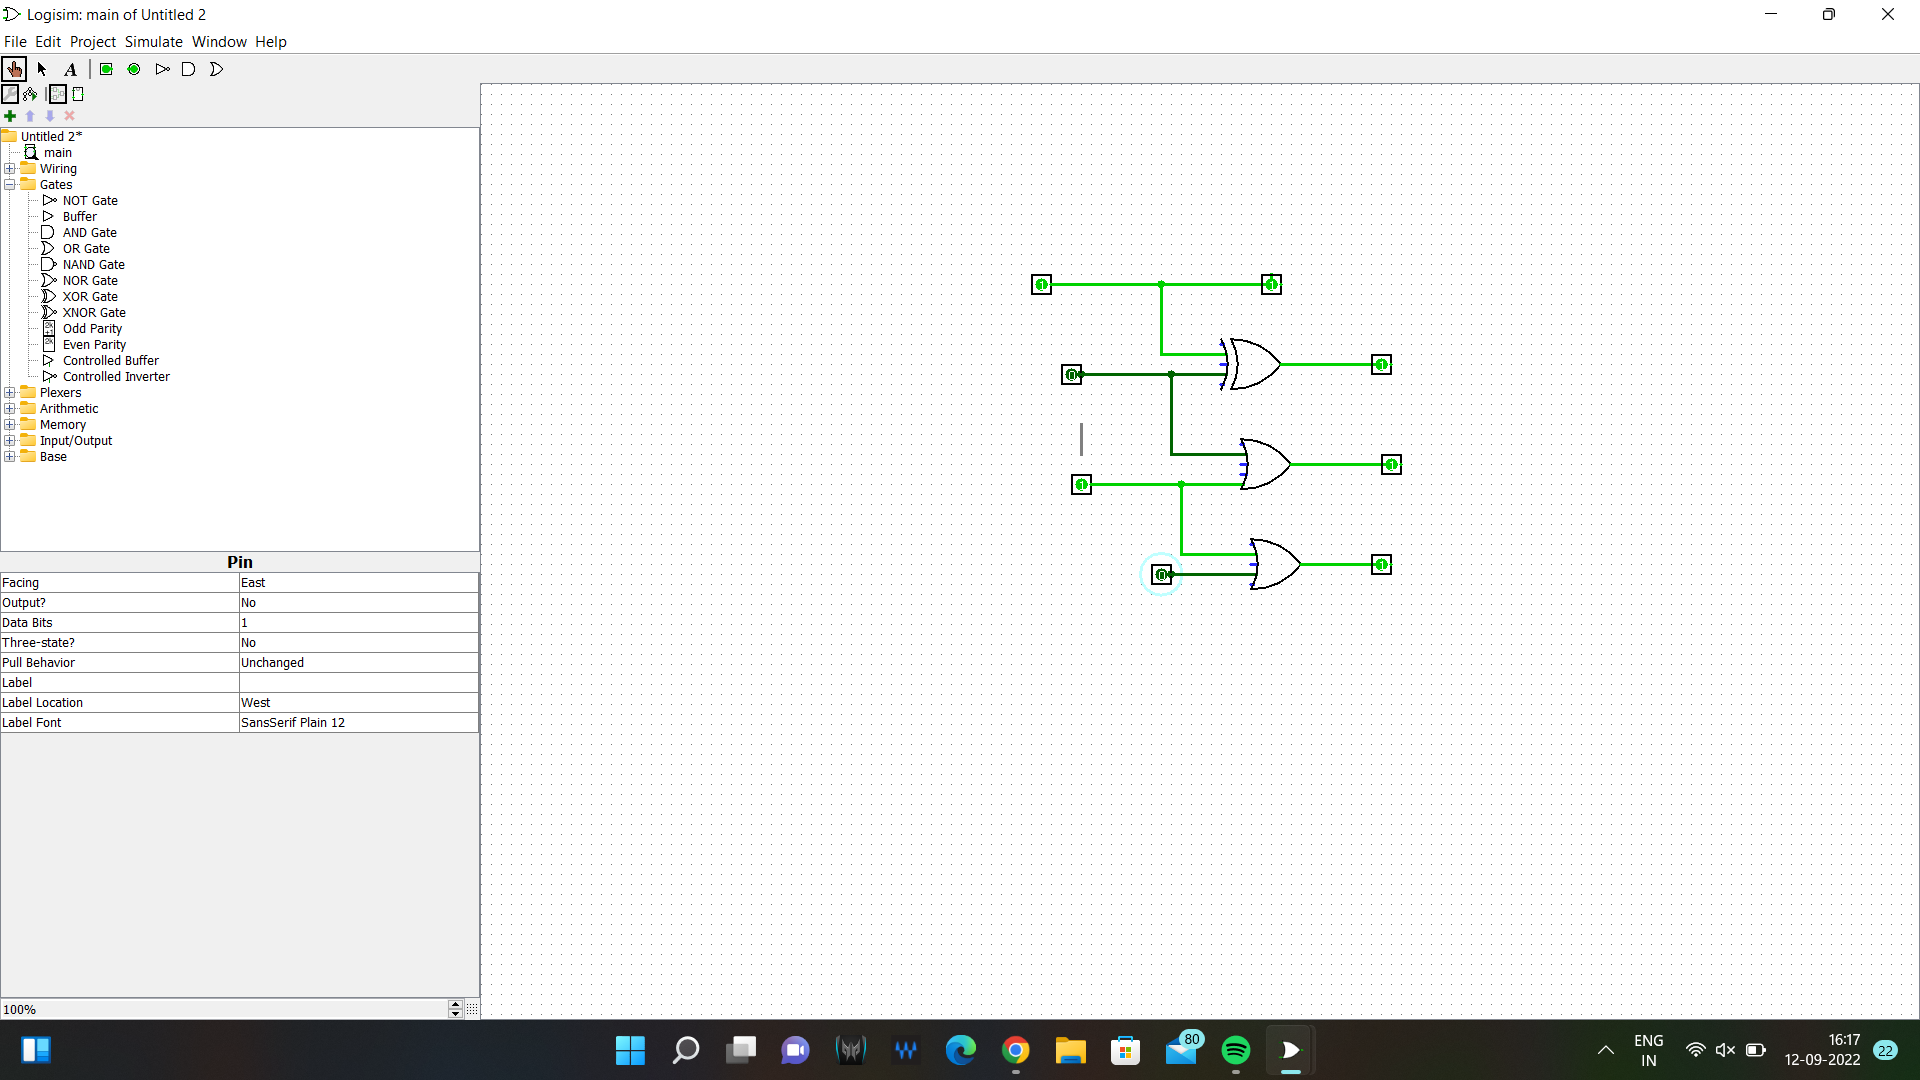 Logisim: main of Untitled 2
File Edit Project Simulate Window Help
A
Untitled 2*
main
Wiring
Gates
NOT Gate
Buffer
AND Gate
OR Gate
NAND Gate
NOR Gate
XOR Gate
XNOR Gate
Odd Parity
Even Parity
Controlled Buffer
Controlled Inverter
Plexers
Arithmetic
Memory
Input/Output
Base
Pin
Facing East
Output? No
Data Bits 1
Three-state? No
Pull Behavior Unchanged
Label
Label Location West
Label Font SansSerif Plain 12
100%
1 1
0 1
1 1
0 1
80
ENG
IN
16:17
12-09-2022
22